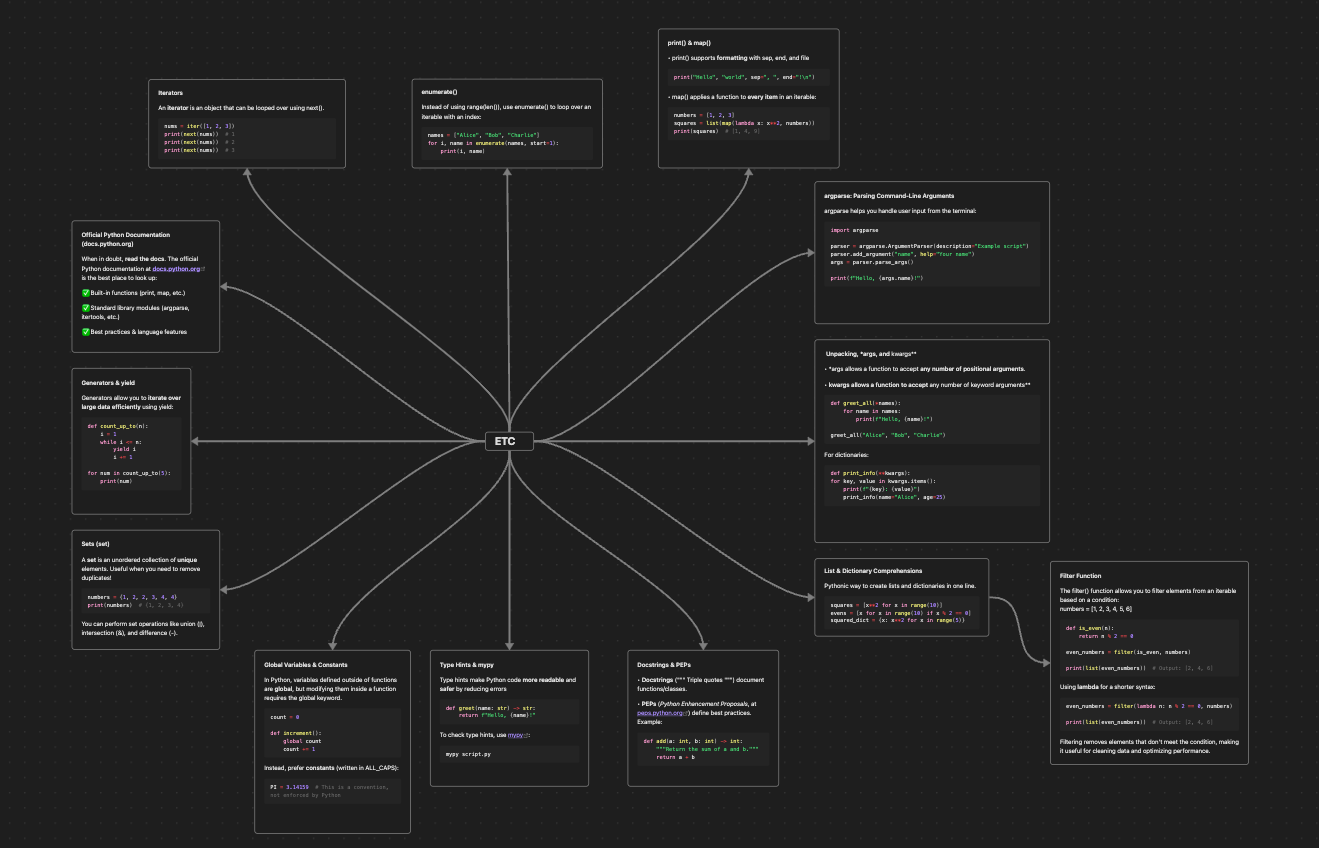 print() & map()
• print() supports formatting with sep, end, and file
print("Hello", "world", sep=", ", end="!\n")
• map() applies a function to every item in an iterable:
numbers = [1, 2, 3]
squares = list(map(lambda x: x**2, numbers))
print(squares)  # [1, 4, 9]
Iterators
An iterator is an object that can be looped over using next().
nums = iter([1, 2, 3])
print(next(nums))  # 1
print(next(nums))  # 2
print(next(nums))  # 3
enumerate()
Instead of using range(len()), use enumerate() to loop over an
iterable with an index:
names = ["Alice", "Bob", "Charlie"]
for i, name in enumerate(names, start=1):
    print(i, name)
argparse: Parsing Command-Line Arguments
argparse helps you handle user input from the terminal:
import argparse
parser = argparse.ArgumentParser(description="Example script")
parser.add_argument("name", help="Your name")
args = parser.parse_args()
print(f"Hello, {args.name}!")
Official Python Documentation
(docs.python.org)
When in doubt, read the docs. The official
Python documentation at docs.python.org
is the best place to look up:
✅Built-in functions (print, map, etc.)
✅Standard library modules (argparse,
itertools, etc.)
✅Best practices & language features
Unpacking, *args, and kwargs**
• *args allows a function to accept any number of positional arguments.
• kwargs allows a function to accept any number of keyword arguments**
def greet_all(*names):
    for name in names:
        print(f"Hello, {name}!")
greet_all("Alice", "Bob", "Charlie")
For dictionaries:
def print_info(**kwargs):
for key, value in kwargs.items():
    print(f"{key}: {value}")
    print_info(name="Alice", age=25)
Generators & yield
Generators allow you to iterate over
large data efficiently using yield:
def count_up_to(n):
    i = 1
    while i <= n:
        yield i
        i += 1
for num in count_up_to(5):
    print(num)
ETC
Sets (set)
A set is an unordered collection of unique
elements. Useful when you need to remove
duplicates!
numbers = {1, 2, 2, 3, 4, 4}
print(numbers)  # {1, 2, 3, 4}
You can perform set operations like union (|),
intersection (&), and difference (-).
List & Dictionary Comprehensions
Pythonic way to create lists and dictionaries in one line.
squares = [x**2 for x in range(10)]
evens = [x for x in range(10) if x % 2 == 0]
squared_dict = {x: x**2 for x in range(5)}
Filter Function
The filter() function allows you to filter elements from an iterable
based on a condition:
numbers = [1, 2, 3, 4, 5, 6]
def is_even(n):
    return n % 2 == 0
even_numbers = filter(is_even, numbers)
print(list(even_numbers))  # Output: [2, 4, 6]
Using lambda for a shorter syntax:
even_numbers = filter(lambda n: n % 2 == 0, numbers)
print(list(even_numbers))  # Output: [2, 4, 6]
Filtering removes elements that don't meet the condition, making
it useful for cleaning data and optimizing performance.
Global Variables & Constants
In Python, variables defined outside of functions
are global, but modifying them inside a function
requires the global keyword.
count = 0
def increment():
    global count
    count += 1
Instead, prefer constants (written in ALL_CAPS):
PI = 3.14159  # This is a convention,
not enforced by Python
Type Hints & mypy
Type hints make Python code more readable and
safer by reducing errors
def greet(name: str) -> str:
    return f"Hello, {name}!"
To check type hints, use mypy:
mypy script.py
Docstrings & PEPs
• Docstrings (""" Triple quotes """) document
functions/classes.
• PEPs (Python Enhancement Proposals, at
peps.python.org) define best practices.
Example:
def add(a: int, b: int) -> int:
    """Return the sum of a and b."""
    return a + b